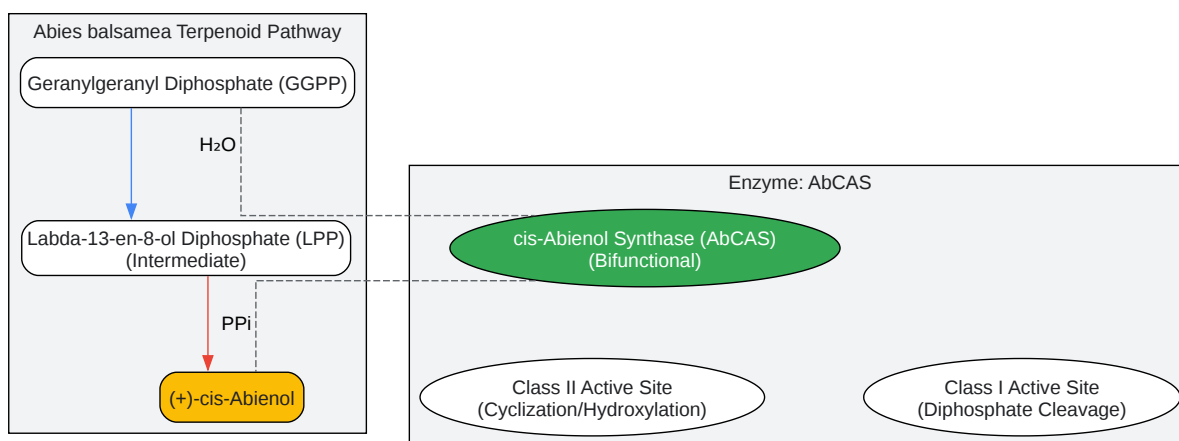 Abies balsamea Terpenoid Pathway
Geranylgeranyl Diphosphate (GGPP)
H₂O
Labda-13-en-8-ol Diphosphate (LPP)
(Intermediate)
PPi
(+)-cis-Abienol
Enzyme: AbCAS
cis-Abienol Synthase (AbCAS)
(Bifunctional)
Class II Active Site
(Cyclization/Hydroxylation)
Class I Active Site
(Diphosphate Cleavage)